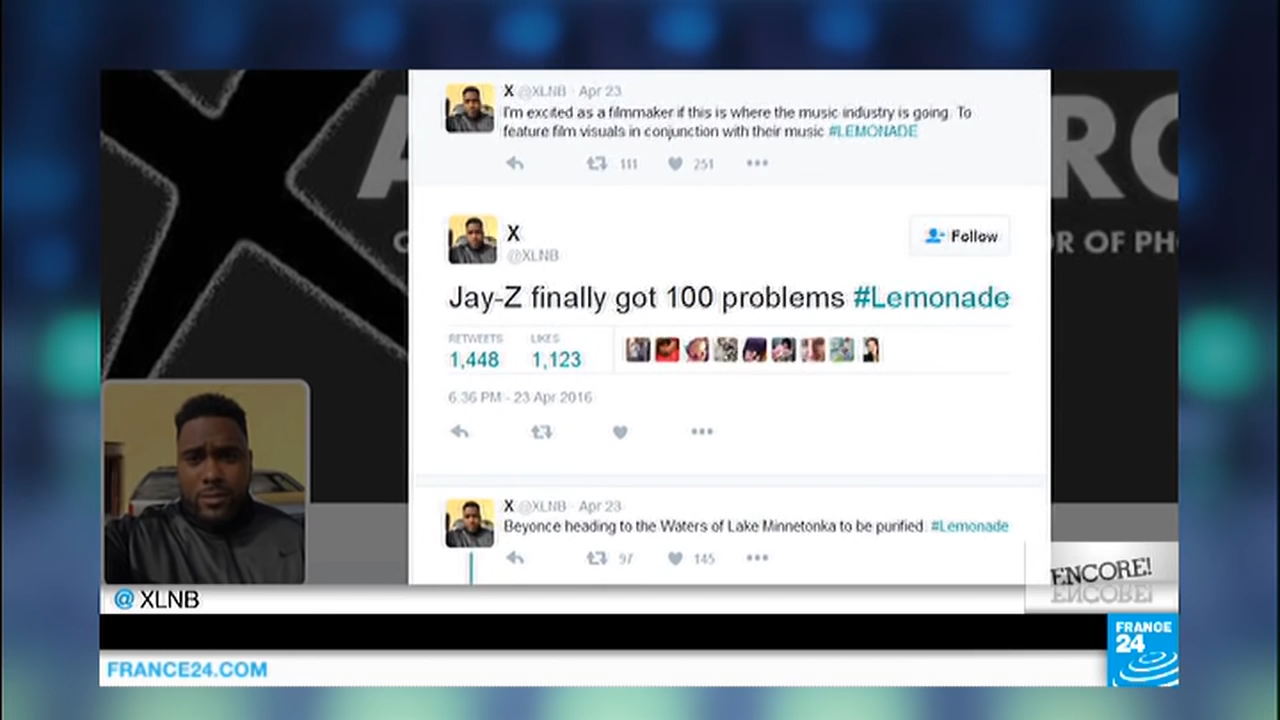 X @XLNB · Apr 23
I'm excited as a filmmaker if this is where the music industry is going. To
feature film visuals in conjunction with their music #LEMONADE
111 251
X
@XLNB
Follow
Jay-Z finally got 100 problems #Lemonade
RETWEETS LIKES
1,448 1,123
6:36 PM - 23 Apr 2016
X @XLNB · Apr 23
Beyonce heading to the Waters of Lake Minnetonka to be purified. #Lemonade
97 145
OR OF PH
ENCORE!
@ XLNB
FRANCE
24
FRANCE24.COM